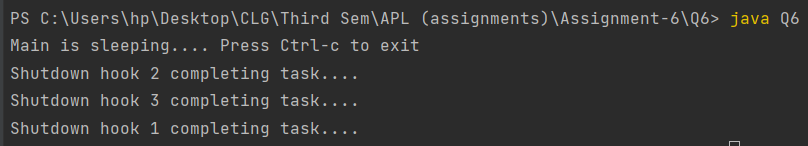 PS C:\Users\hp\Desktop\CLG\Third Sem\APL (assignments)\Assignment-6\Q6> java Q6
Main is sleeping.... Press Ctrl-c to exit
Shutdown hook 2 completing task....
Shutdown hook 3 completing task....
Shutdown hook 1 completing task....